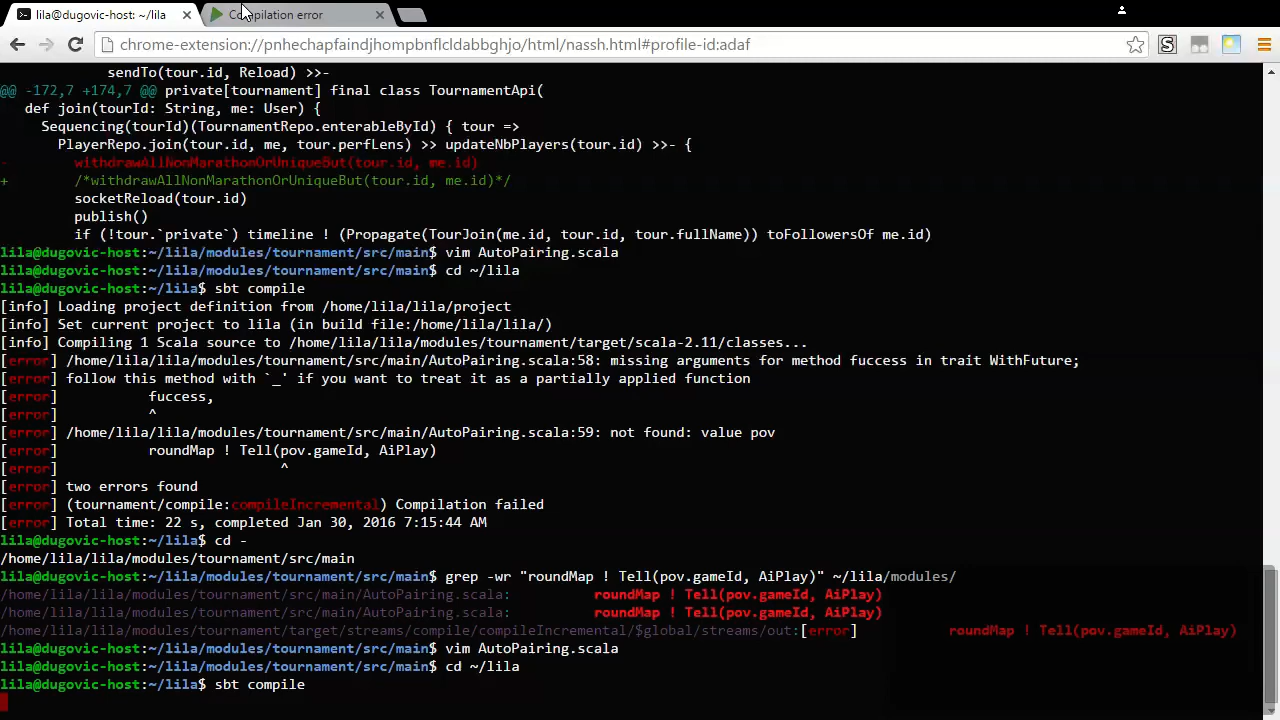 lila@dugovic-host: ~/lila
Compilation error
chrome-extension://pnhechapfaindjhompbnflcldabbghjo/html/nassh.html#profile-id:adaf
sendTo(tour.id, Reload) >>-
@@ -172,7 +174,7 @@ private[tournament] final class TournamentApi(
def join(tourId: String, me: User) {
Sequencing(tourId)(TournamentRepo.enterableById) { tour =>
PlayerRepo.join(tour.id, me, tour.perfLens) >> updateNbPlayers(tour.id) >>- {
- withdrawAllNonMarathonOrUniqueBut(tour.id, me.id)
+ /*withdrawAllNonMarathonOrUniqueBut(tour.id, me.id)*/
socketReload(tour.id)
publish()
if (!tour.`private`) timeline ! (Propagate(TourJoin(me.id, tour.id, tour.fullName)) toFollowersOf me.id)
lila@dugovic-host:~/lila/modules/tournament/src/main$ vim AutoPairing.scala
lila@dugovic-host:~/lila/modules/tournament/src/main$ cd ~/lila
lila@dugovic-host:~/lila$ sbt compile
[info] Loading project definition from /home/lila/lila/project
[info] Set current project to lila (in build file:/home/lila/lila/)
[info] Compiling 1 Scala source to /home/lila/lila/modules/tournament/target/scala-2.11/classes...
[error] /home/lila/lila/modules/tournament/src/main/AutoPairing.scala:58: missing arguments for method fuccess in trait WithFuture;
[error] follow this method with `_' if you want to treat it as a partially applied function
[error] fuccess,
[error] ^
[error] /home/lila/lila/modules/tournament/src/main/AutoPairing.scala:59: not found: value pov
[error] roundMap ! Tell(pov.gameId, AiPlay)
[error] ^
[error] two errors found
[error] (tournament/compile:compileIncremental) Compilation failed
[error] Total time: 22 s, completed Jan 30, 2016 7:15:44 AM
lila@dugovic-host:~/lila$ cd -
/home/lila/lila/modules/tournament/src/main
lila@dugovic-host:~/lila/modules/tournament/src/main$ grep -wr "roundMap ! Tell(pov.gameId, AiPlay)" ~/lila/modules/
/home/lila/lila/modules/tournament/src/main/AutoPairing.scala: roundMap ! Tell(pov.gameId, AiPlay)
/home/lila/lila/modules/tournament/src/main/AutoPairing.scala: roundMap ! Tell(pov.gameId, AiPlay)
/home/lila/lila/modules/tournament/target/streams/compile/compileIncremental/$global/streams/out:[error] roundMap ! Tell(pov.gameId, AiPlay)
lila@dugovic-host:~/lila/modules/tournament/src/main$ vim AutoPairing.scala
lila@dugovic-host:~/lila/modules/tournament/src/main$ cd ~/lila
lila@dugovic-host:~/lila$ sbt compile